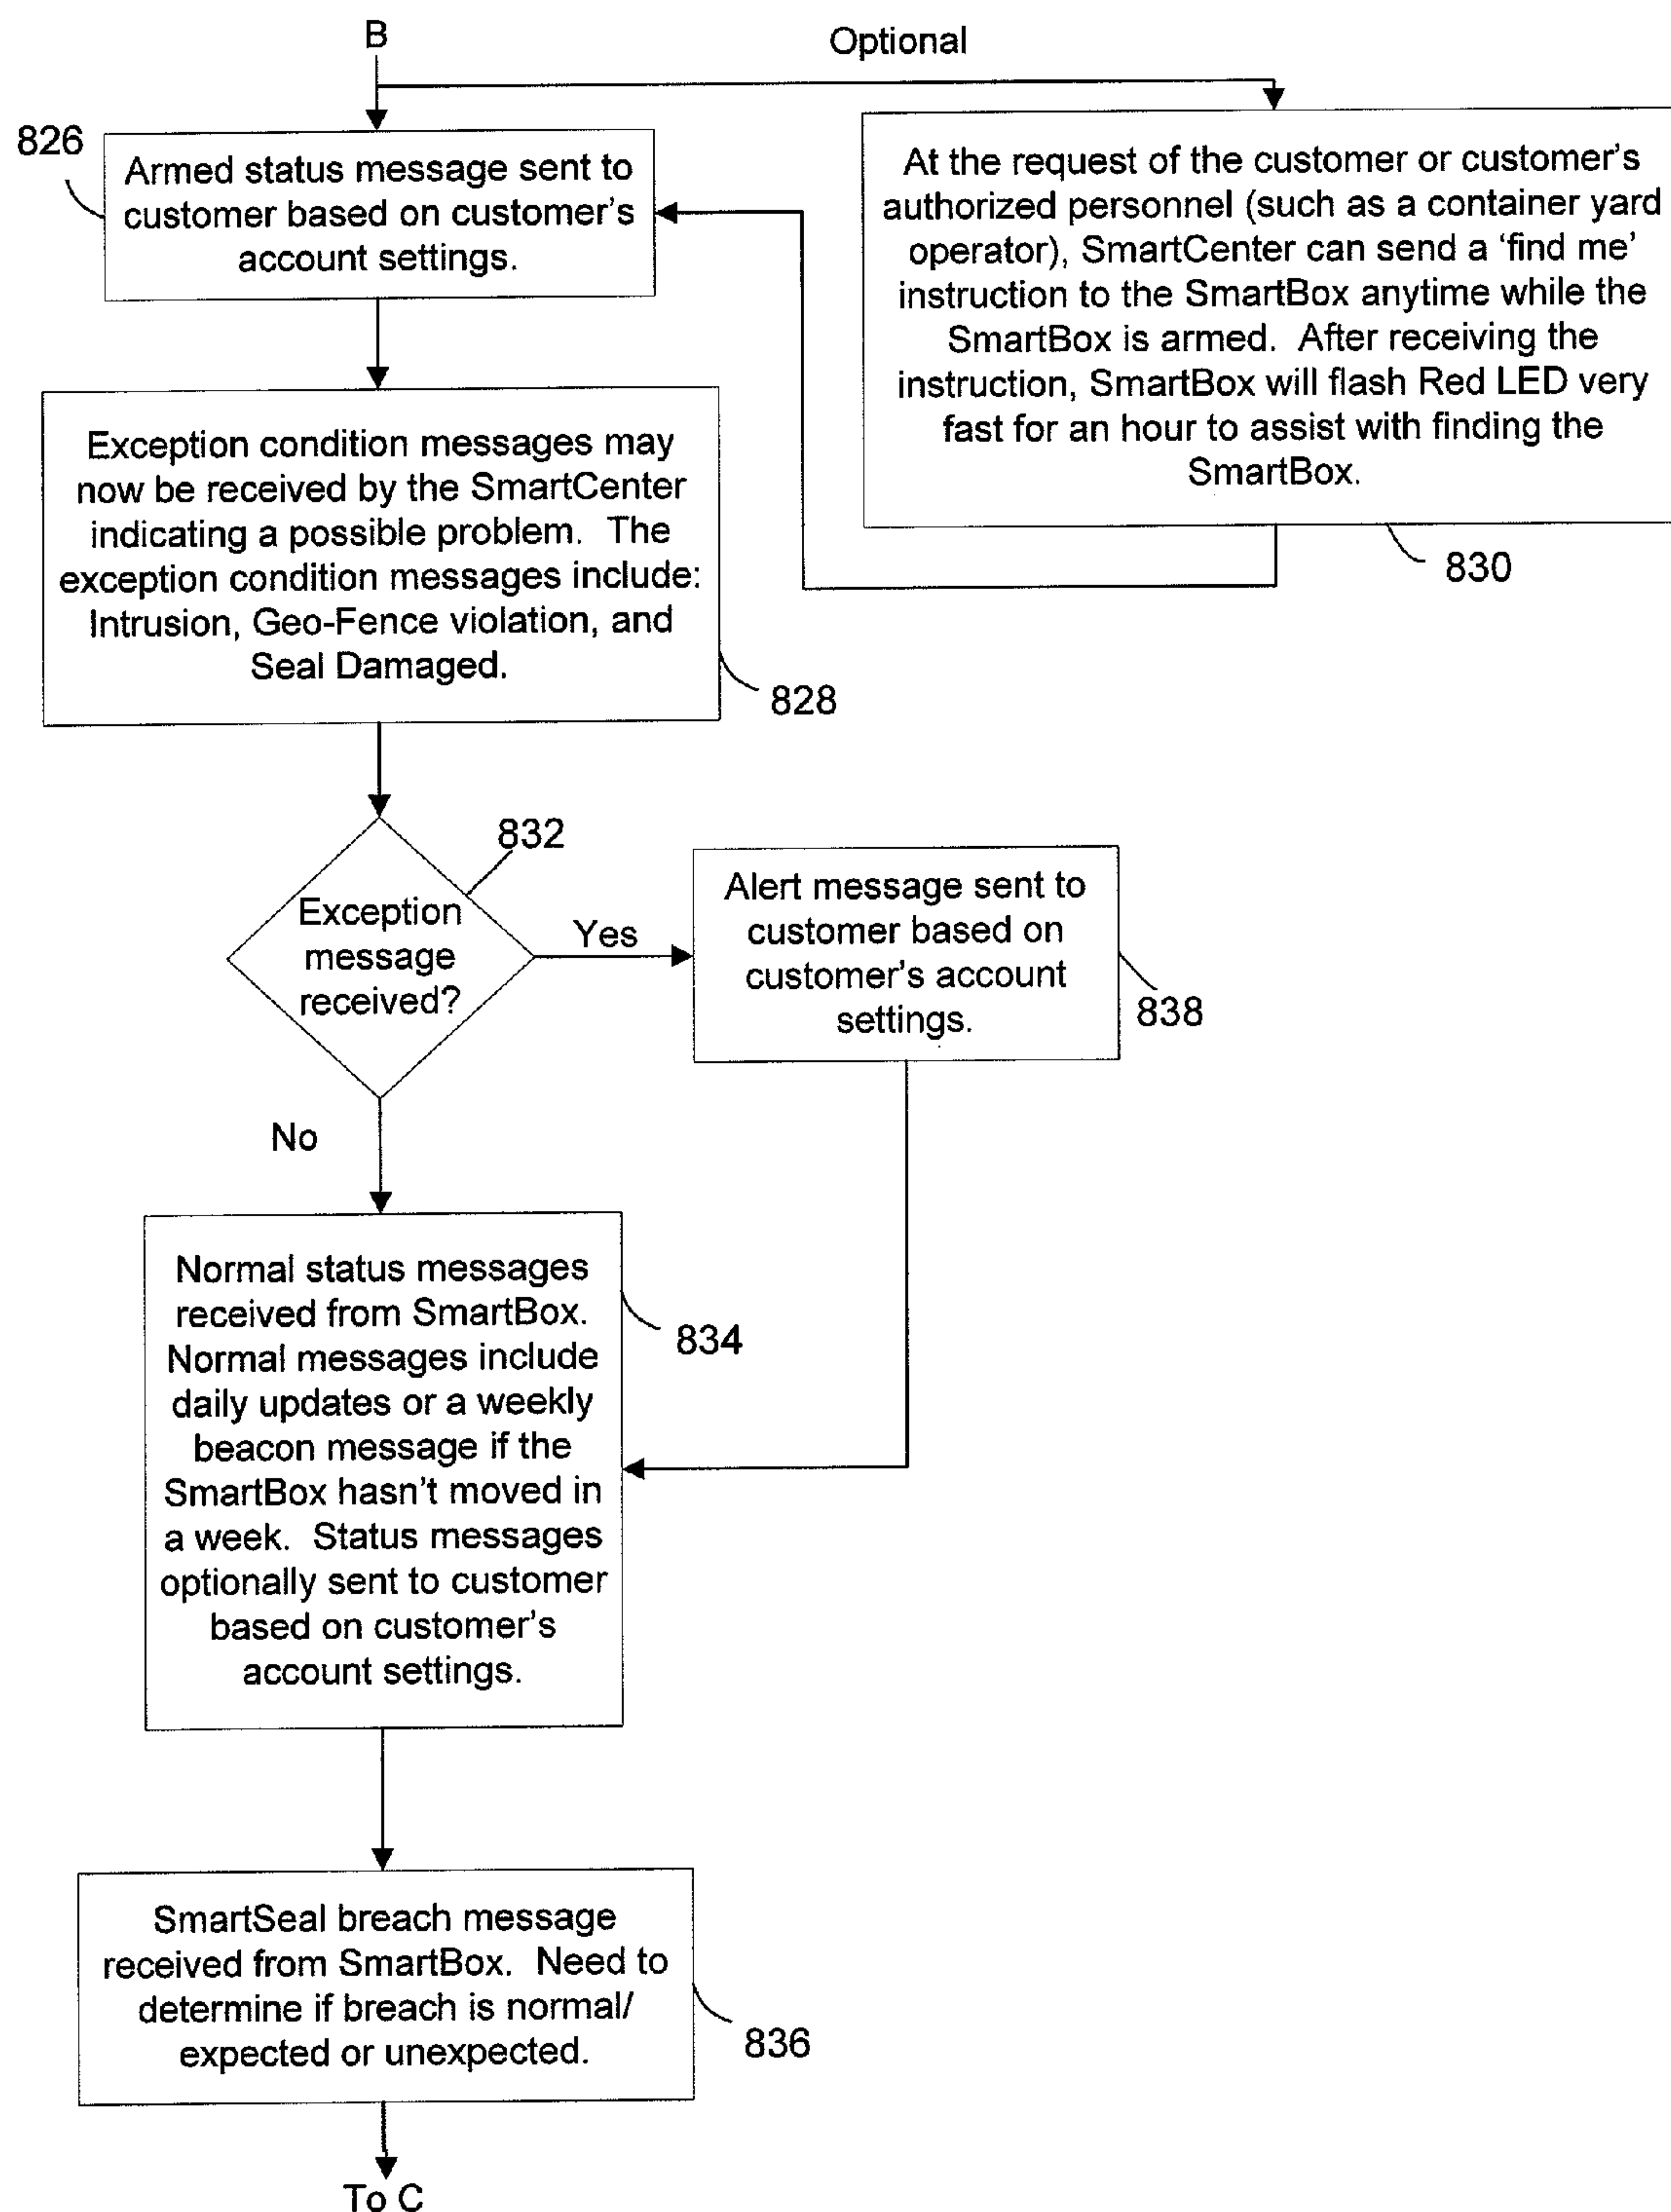 B
Optional
826
Armed status message sent to
customer based on customer's
account settings.
At the request of the customer or customer's
authorized personnel (such as a container yard
operator), SmartCenter can send a 'find me'
instruction to the SmartBox anytime while the
SmartBox is armed.  After receiving the
instruction, SmartBox will flash Red LED very
fast for an hour to assist with finding the
SmartBox.
830
Exception condition messages may
now be received by the SmartCenter
indicating a possible problem.  The
exception condition messages include:
Intrusion, Geo-Fence violation, and
Seal Damaged.
828
832
Exception
message
received?
Yes
Alert message sent to
customer based on
customer's account
settings.
838
No
Normal status messages
received from SmartBox.
Normal messages include
daily updates or a weekly
beacon message if the
SmartBox hasn't moved in
a week.  Status messages
optionally sent to customer
based on customer's
account settings.
834
SmartSeal breach message
received from SmartBox.  Need to
determine if breach is normal/
expected or unexpected.
836
To C